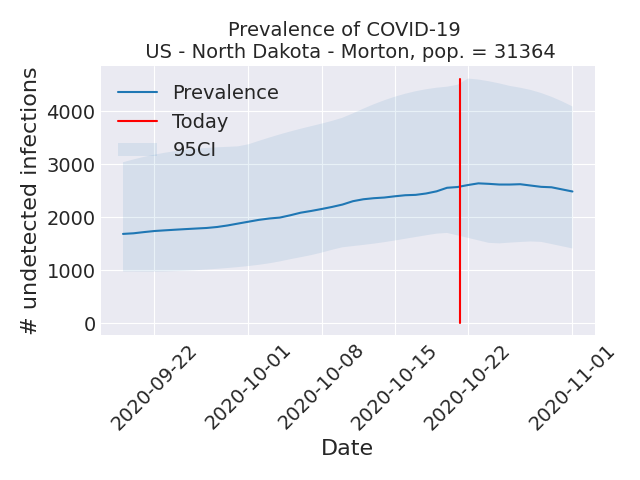 Prevalence of COVID-19
US - North Dakota - Morton, pop. = 31364
# undetected infections
4000
3000
2000
1000
0
Prevalence
Today
95CI
2020-09-22
2020-10-01
2020-10-08
2020-10-15
2020-10-22
2020-11-01
Date